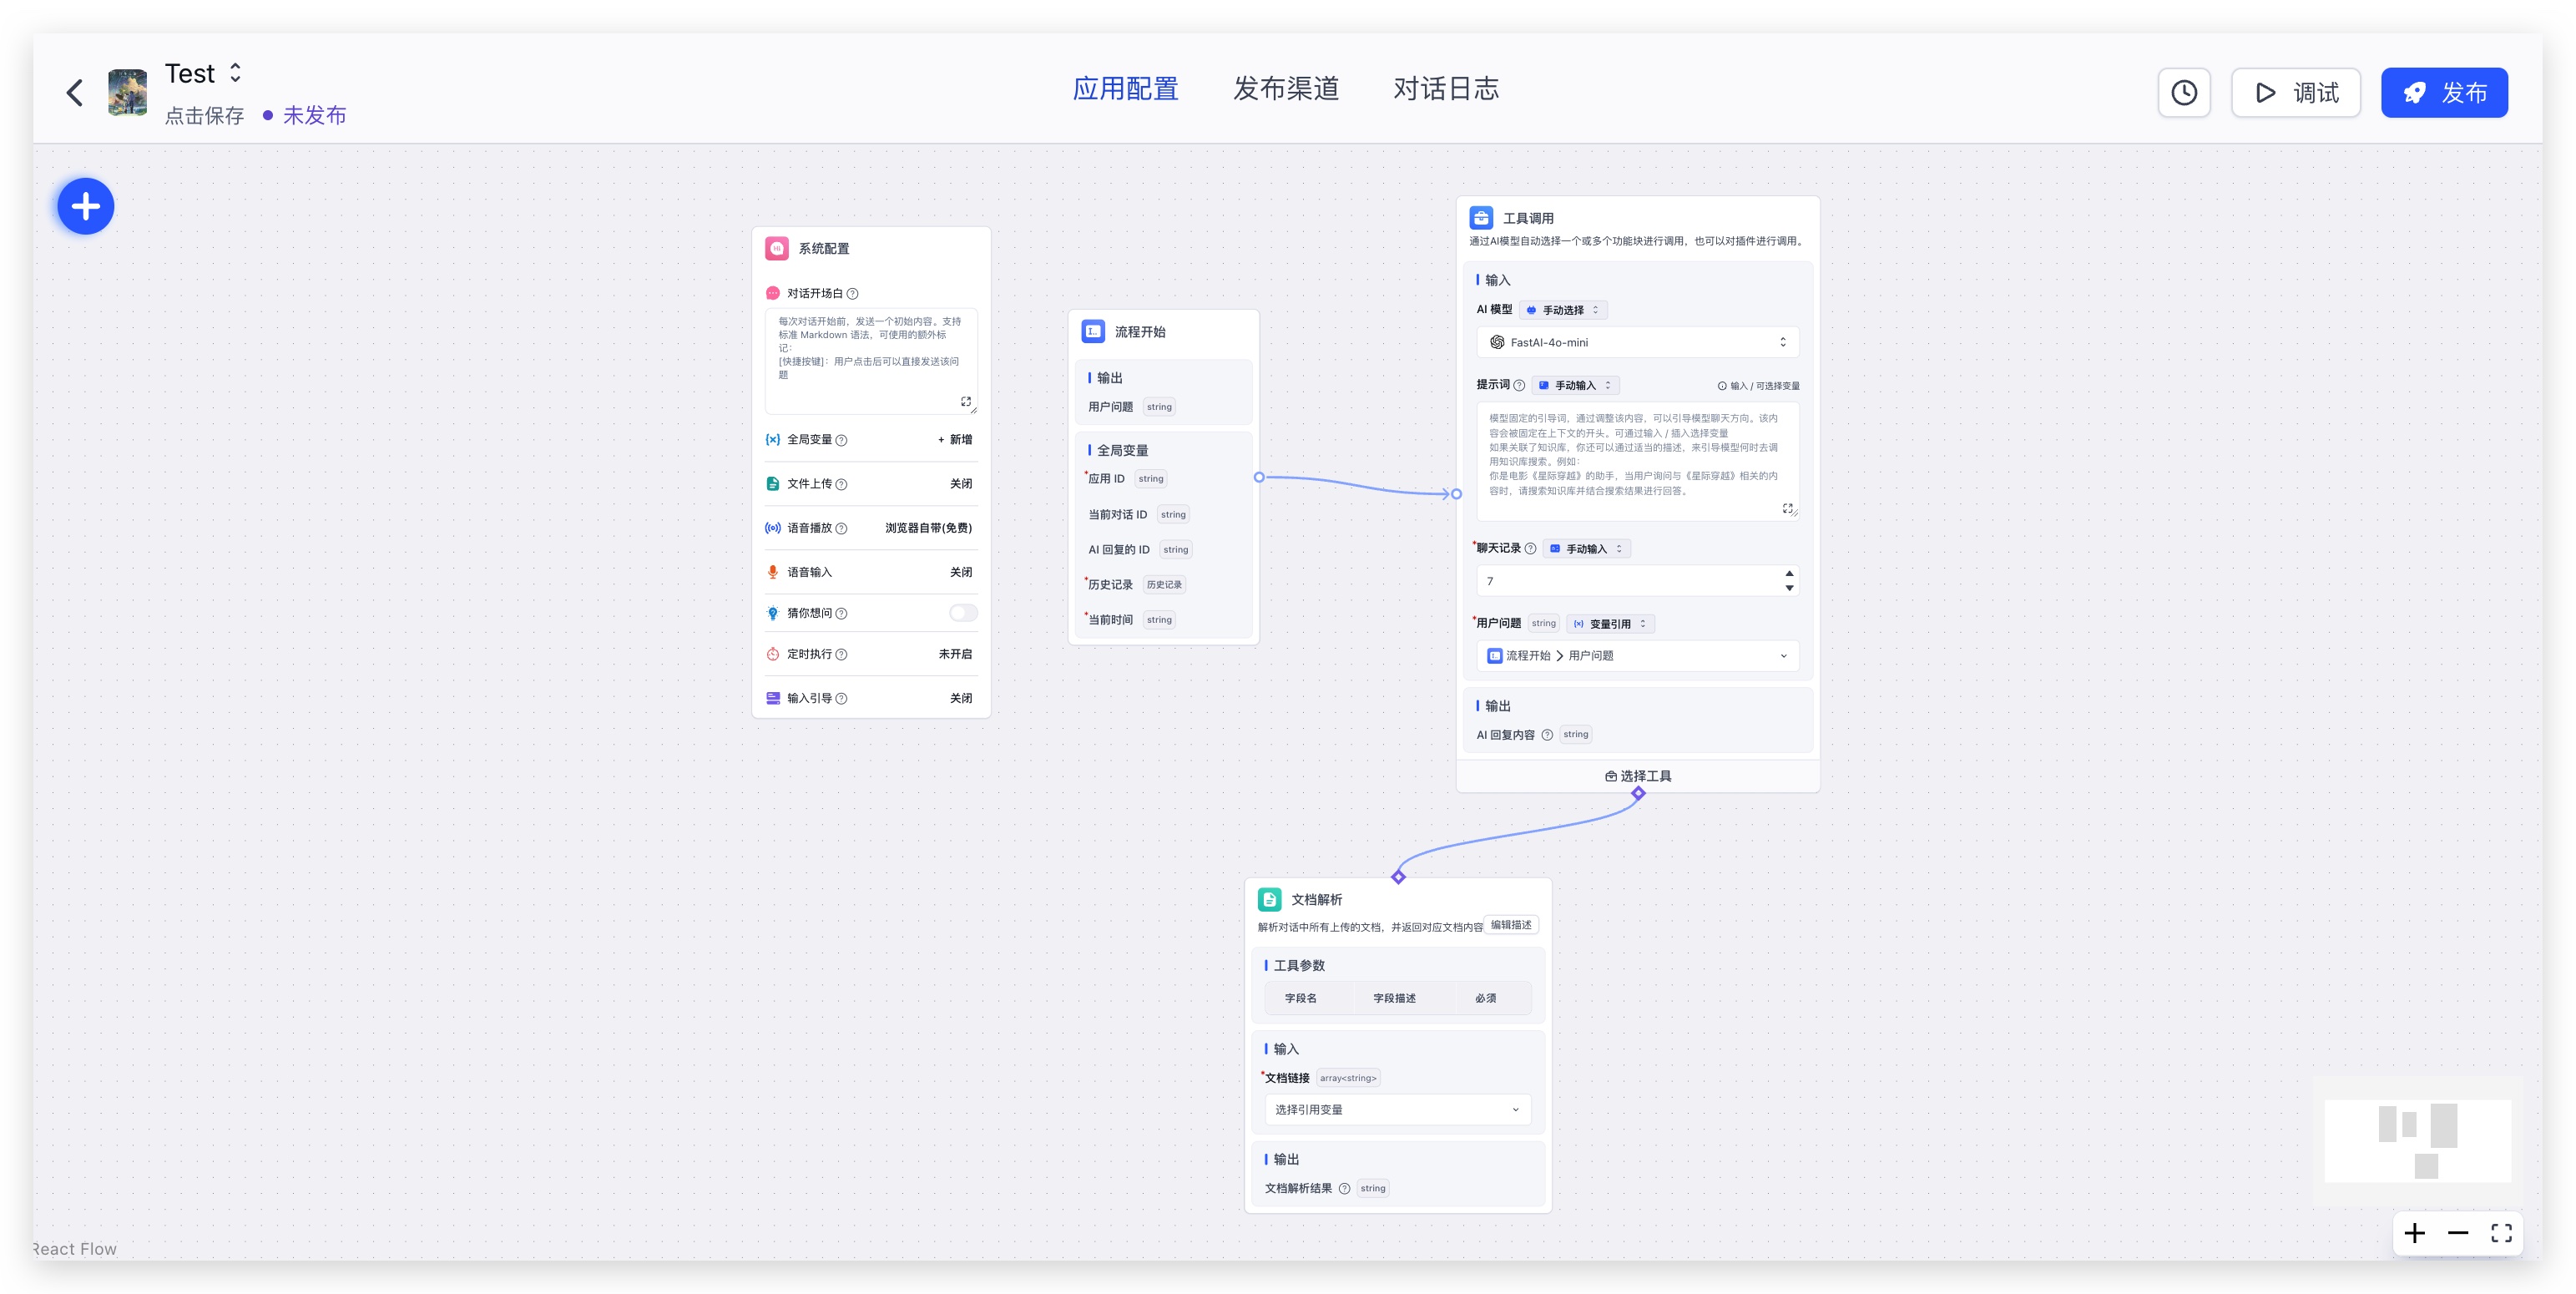 Test
点击保存 未发布
应用配置 发布渠道 对话日志
调试
发布
系统配置
对话开场白
每次对话开始前，发送一个初始内容。支持
标准 Markdown 语法，可使用的额外标
记：
[快捷按键]：用户点击后可以直接发送该问
题
全局变量 + 新增
文件上传 关闭
语音播放 浏览器自带(免费)
语音输入 关闭
猜你想问
定时执行 未开启
输入引导 关闭
流程开始
输出
用户问题 string
全局变量
*应用 ID string
当前对话 ID string
AI 回复的 ID string
*历史记录 历史记录
*当前时间 string
工具调用
通过AI模型自动选择一个或多个功能块进行调用，也可以对插件进行调用。
输入
AI 模型 手动选择
FastAI-4o-mini
提示词 手动输入 输入 / 可选择变量
模型固定的引导词，通过调整该内容，可以引导模型聊天方向。该内
容会被固定在上下文的开头。可通过输入 / 插入选择变量
如果关联了知识库，你还可以通过适当的描述，来引导模型何时去调
用知识库搜索。例如：
你是电影《星际穿越》的助手，当用户询问与《星际穿越》相关的内
容时，请搜索知识库并结合搜索结果进行回答。
*聊天记录 手动输入
7
*用户问题 string 变量引用
流程开始 > 用户问题
输出
AI 回复内容 string
选择工具
文档解析
解析对话中所有上传的文档，并返回对应文档内容 编辑描述
工具参数
字段名 字段描述 必须
输入
*文档链接 array<string>
选择引用变量
输出
文档解析结果 string
React Flow